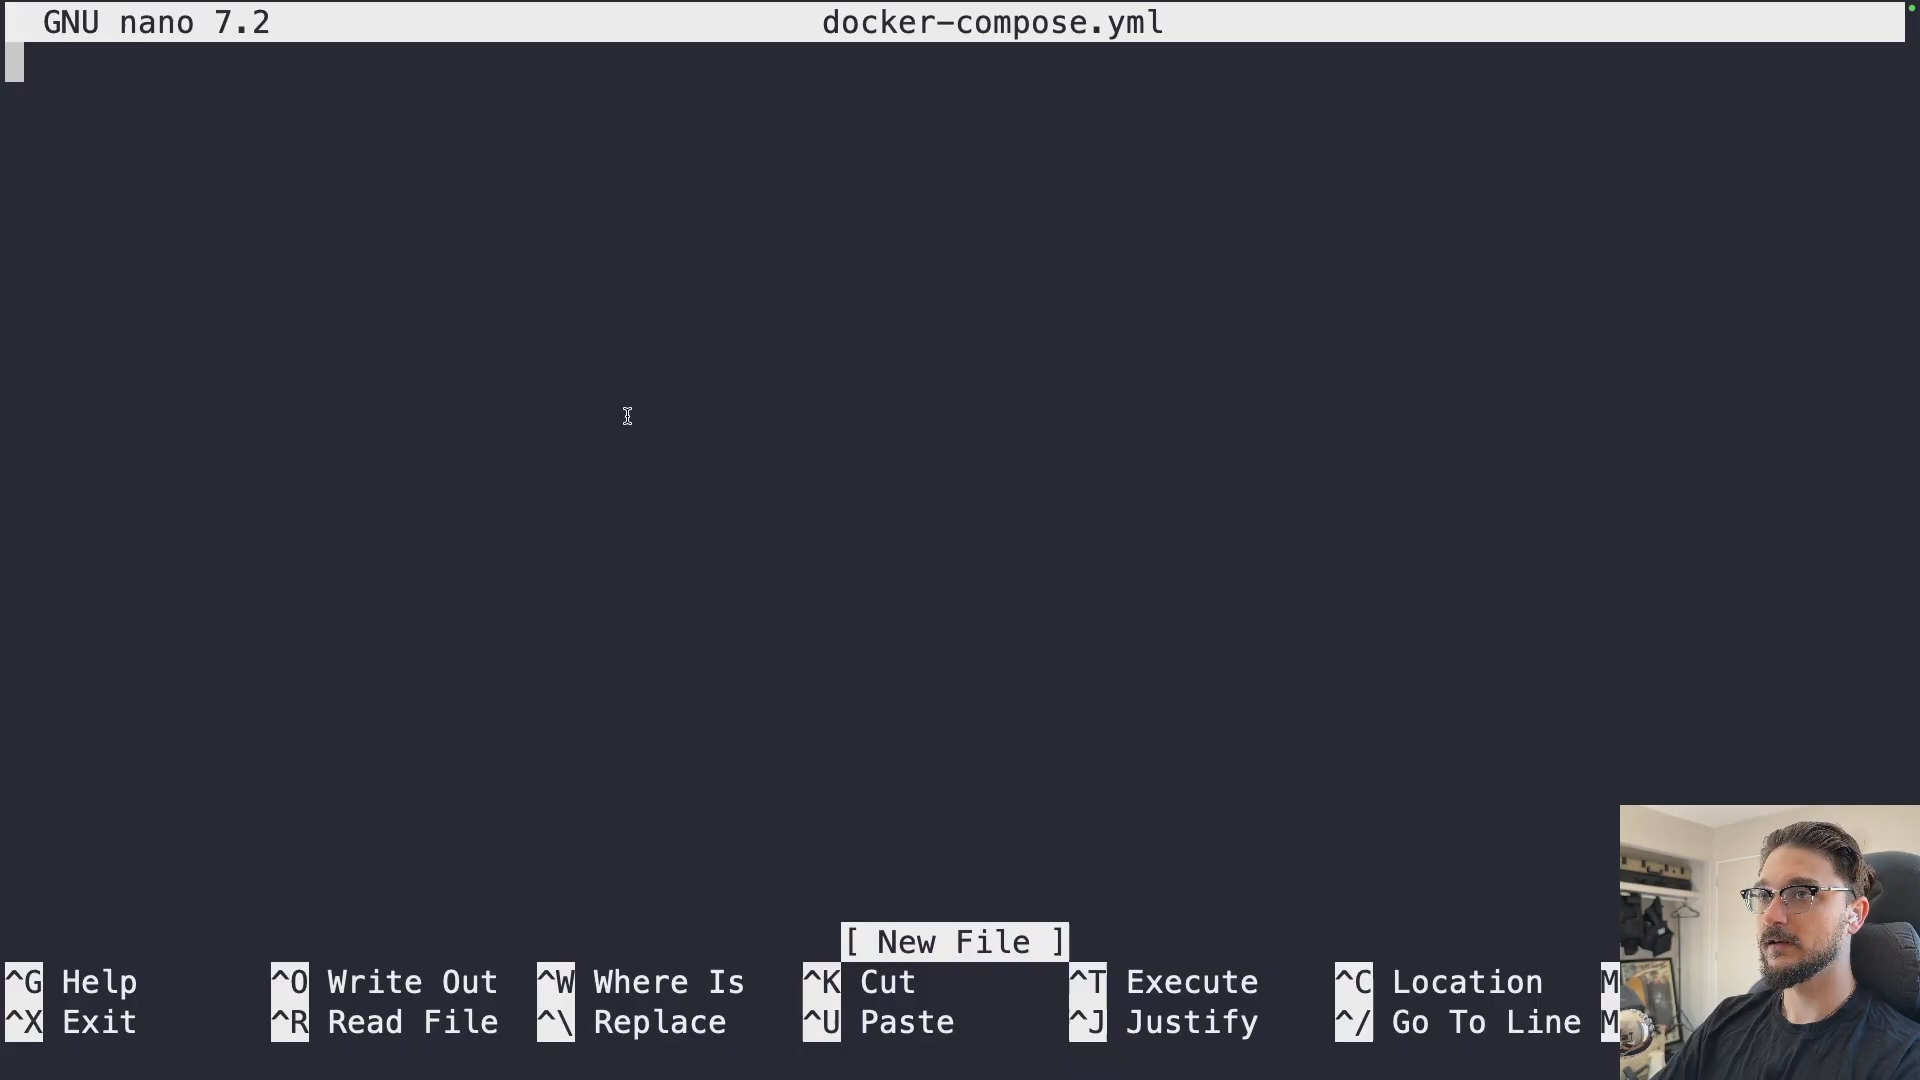 GNU nano 7.2 docker-compose.yml
[ New File ]
^G Help ^O Write Out ^W Where Is ^K Cut ^T Execute ^C Location M
^X Exit ^R Read File ^\ Replace ^U Paste ^J Justify ^/ Go To Line M